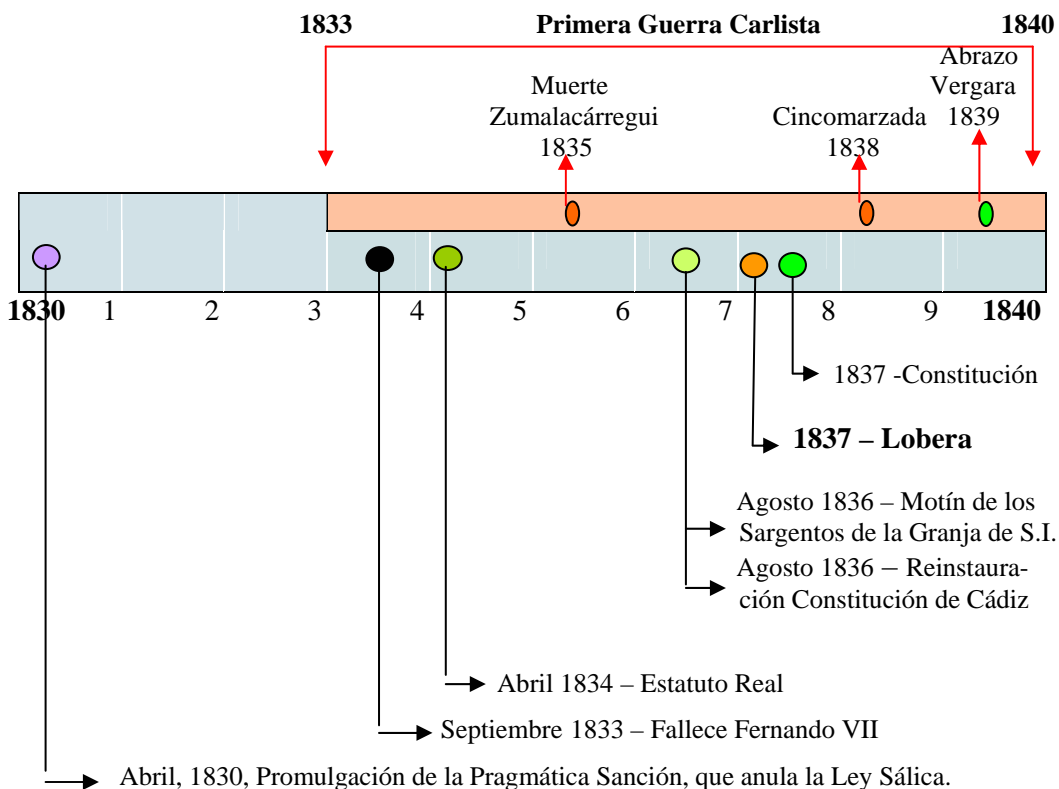 1833 Primera Guerra Carlista 1840
Abrazo
Vergara
1839
Muerte
Zumalacárregui
1835
Cincomarzada
1838
1830 1 2 3 4 5 6 7 8 9 1840
1837 -Constitución
1837 – Lobera
Agosto 1836 – Motín de los
Sargentos de la Granja de S.I.
Agosto 1836 – Reinstaura-
ción Constitución de Cádiz
Abril 1834 – Estatuto Real
Septiembre 1833 – Fallece Fernando VII
Abril, 1830, Promulgación de la Pragmática Sanción, que anula la Ley Sálica.